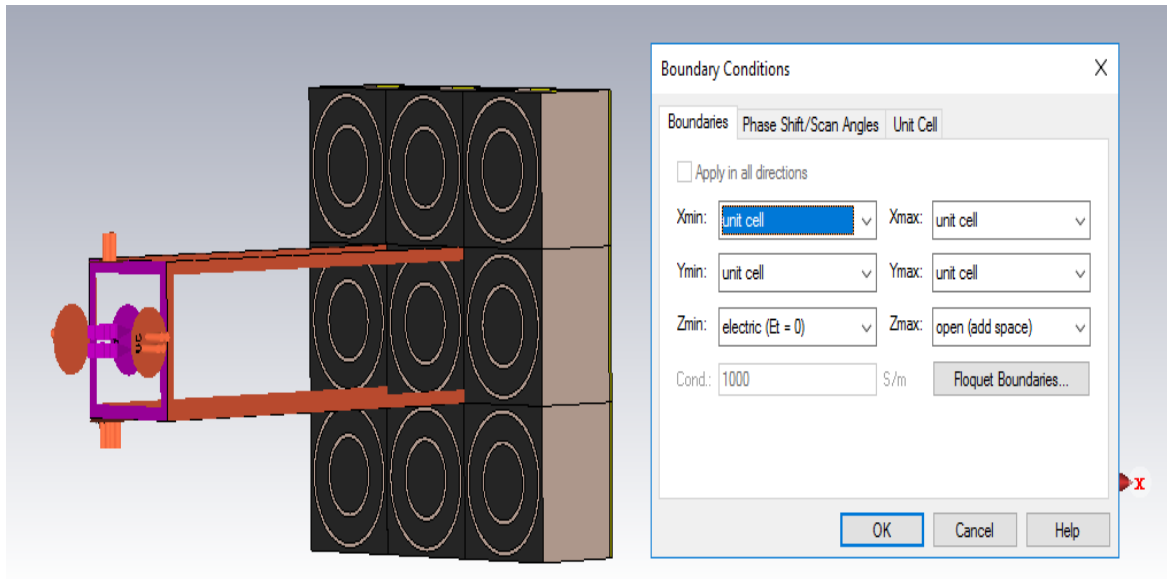 Boundary Conditions
Boundaries Phase Shift/Scan Angles Unit Cell
Apply in all directions
Xmin: unit cell Xmax: unit cell
Ymin: unit cell Ymax: unit cell
Zmin: electric (Et = 0) Zmax: open (add space)
Cond.: 1000 S/m Floquet Boundaries...
x
OK Cancel Help